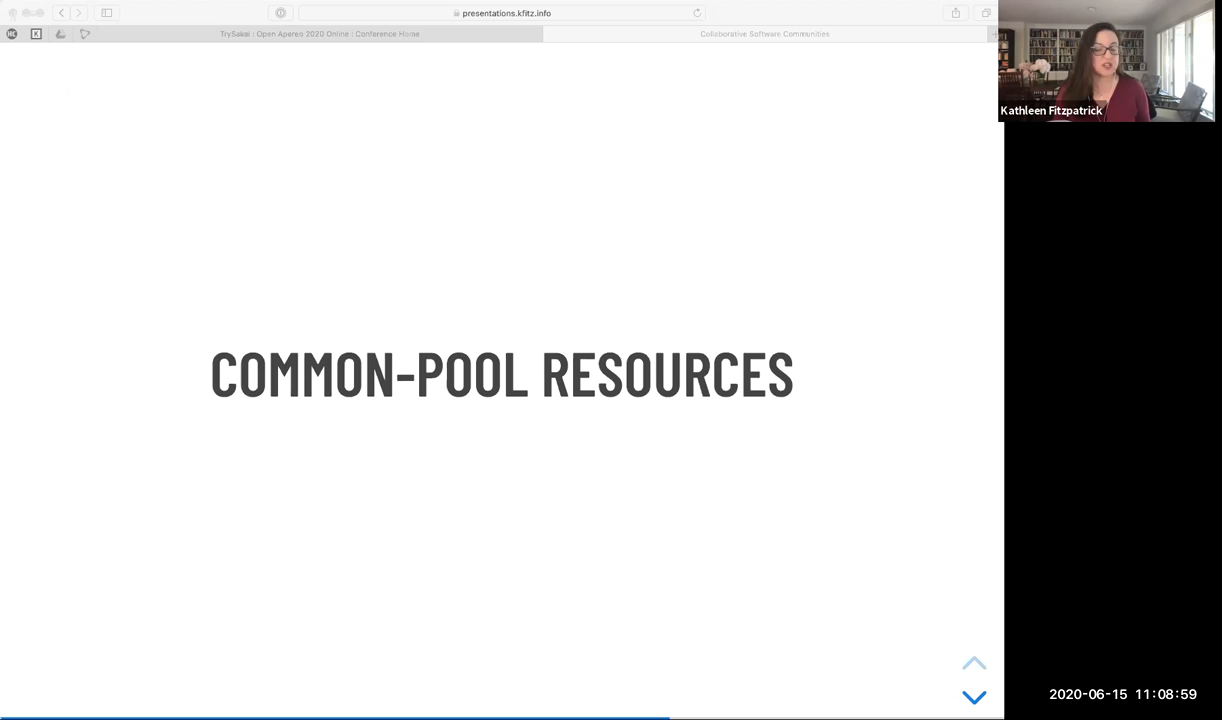 presentations.kfitz.info
HC
K
TrySakai : Open Apereo 2020 Online : Conference Home
Collaborative Software Communities
Kathleen Fitzpatrick
COMMON-POOL RESOURCES
2020-06-15 11:08:59